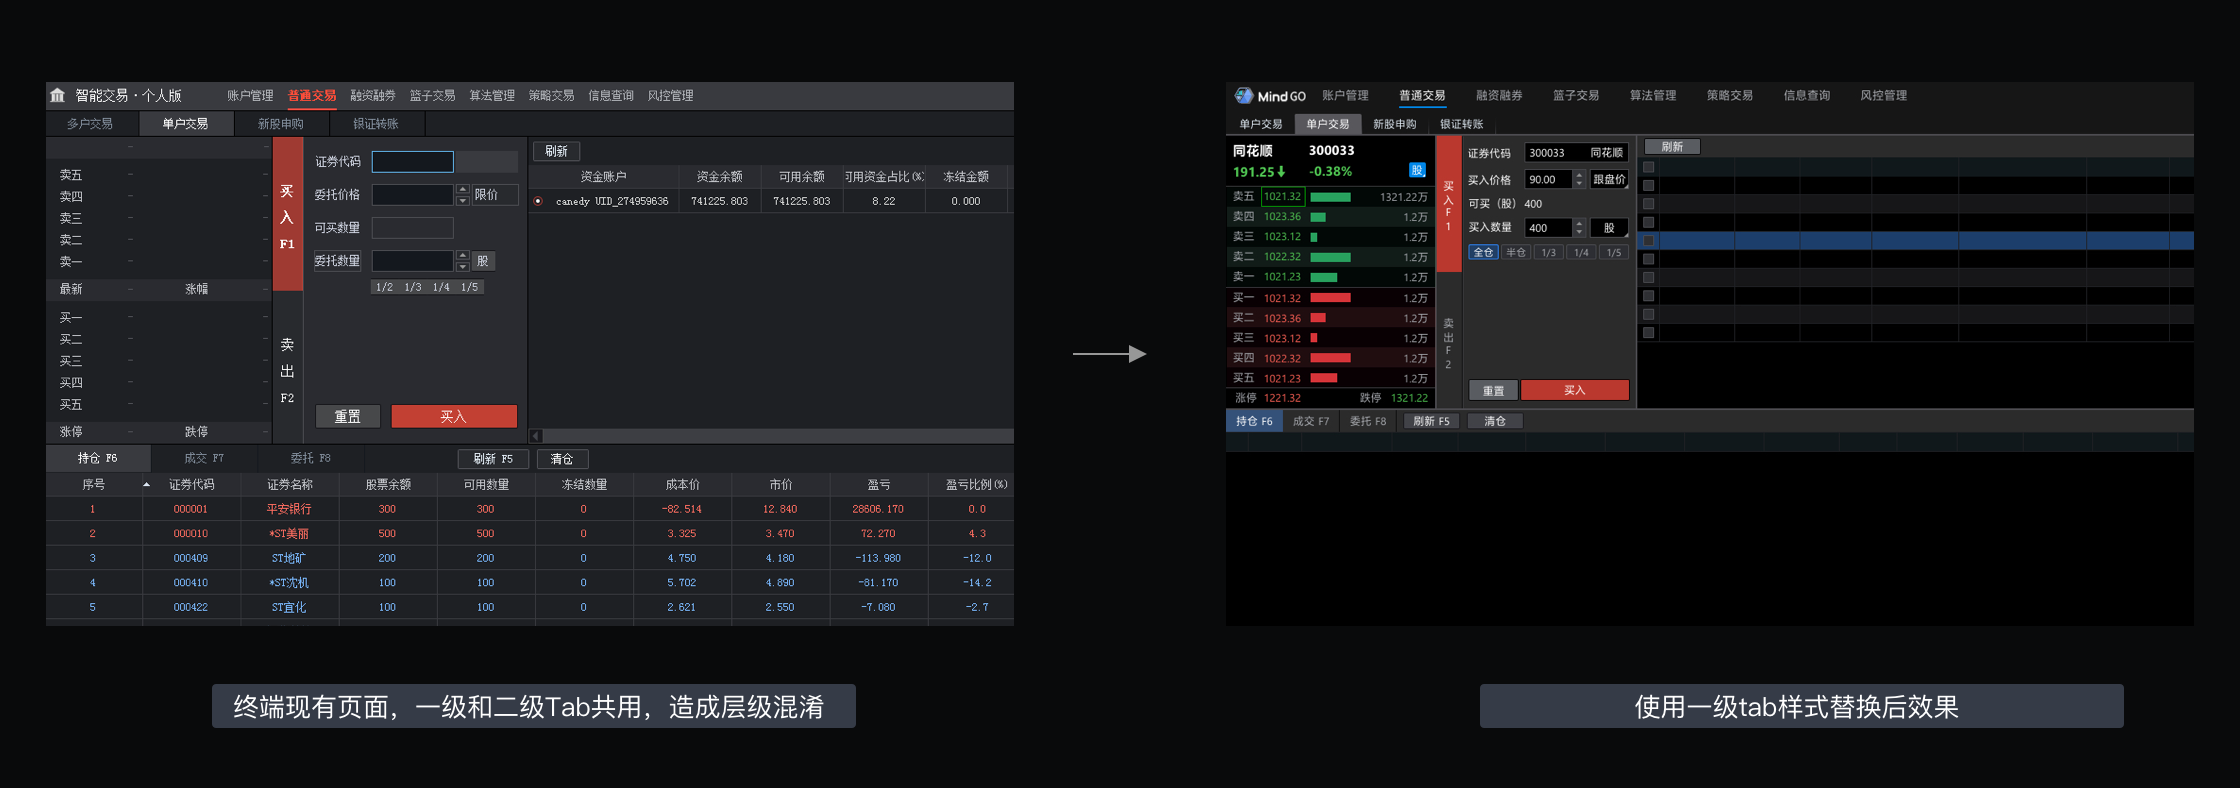 智能交易·个人版 账户管理 普通交易 融资融券 篮子交易 算法管理 策略交易 信息查询 风控管理
多户交易 单户交易 新股申购 银证转账
卖五 -
卖四 -
卖三 -
卖二 -
卖一 -
最新 - 涨幅
买一 -
买二 -
买三 -
买四 -
买五 -
涨停 - 跌停
买入 F1
卖出 F2
证券代码
委托价格 限价
可买数量
委托数量 股
1/2 1/3 1/4 1/5
重置 买入
刷新
资金账户 资金余额 可用余额 可用资金占比(%) 冻结金额
canedy UID_274959636 741225.803 741225.803 8.22 0.000
持仓 F6 成交 F7 委托 F8 刷新 F5 清仓
序号 证券代码 证券名称 股票余额 可用数量 冻结数量 成本价 市价 盈亏 盈亏比例(%)
1 000001 平安银行 300 300 0 -82.514 12.840 28606.170 0.0
2 000010 *ST美丽 500 500 0 3.325 3.470 72.270 4.3
3 000409 ST地矿 200 200 0 4.750 4.180 -113.980 -12.0
4 000410 *ST沈机 100 100 0 5.702 4.890 -81.170 -14.2
5 000422 ST宜化 100 100 0 2.621 2.550 -7.080 -2.7
终端现有页面，一级和二级Tab共用，造成层级混淆
Mind GO 账户管理 普通交易 融资融券 篮子交易 算法管理 策略交易 信息查询 风控管理
单户交易 单户交易 新股申购 银证转账
同花顺 300033
191.25↓ -0.38% 股
卖五 1021.32 1321.22万
卖四 1023.36 1.2万
卖三 1023.12 1.2万
卖二 1022.32 1.2万
卖一 1021.23 1.2万
买一 1021.32 1.2万
买二 1023.36 1.2万
买三 1023.12 1.2万
买四 1022.32 1.2万
买五 1021.23 1.2万
涨停 1221.32 跌停 1321.22
买入F1
卖出F2
证券代码 300033 同花顺
买入价格 90.00 跟盘价
可买（股） 400
买入数量 400 股
全仓 半仓 1/3 1/4 1/5
重置 买入
刷新
持仓 F6 成交 F7 委托 F8 刷新 F5 清仓
使用一级tab样式替换后效果